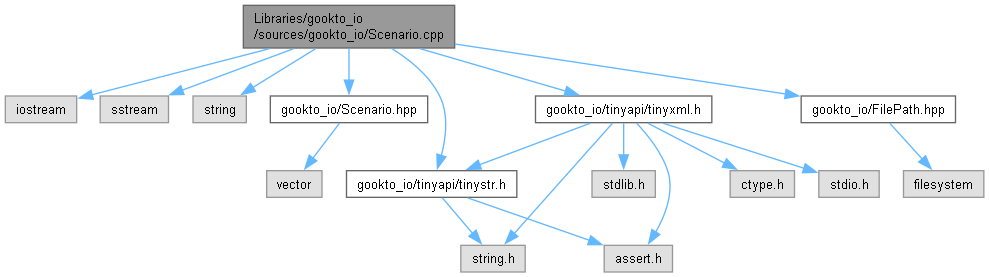 Libraries/gookto_io
/sources/gookto_io/Scenario.cpp
iostream
sstream
string
gookto_io/Scenario.hpp
gookto_io/tinyapi/tinyxml.h
gookto_io/FilePath.hpp
vector
gookto_io/tinyapi/tinystr.h
stdlib.h
ctype.h
stdio.h
filesystem
string.h
assert.h